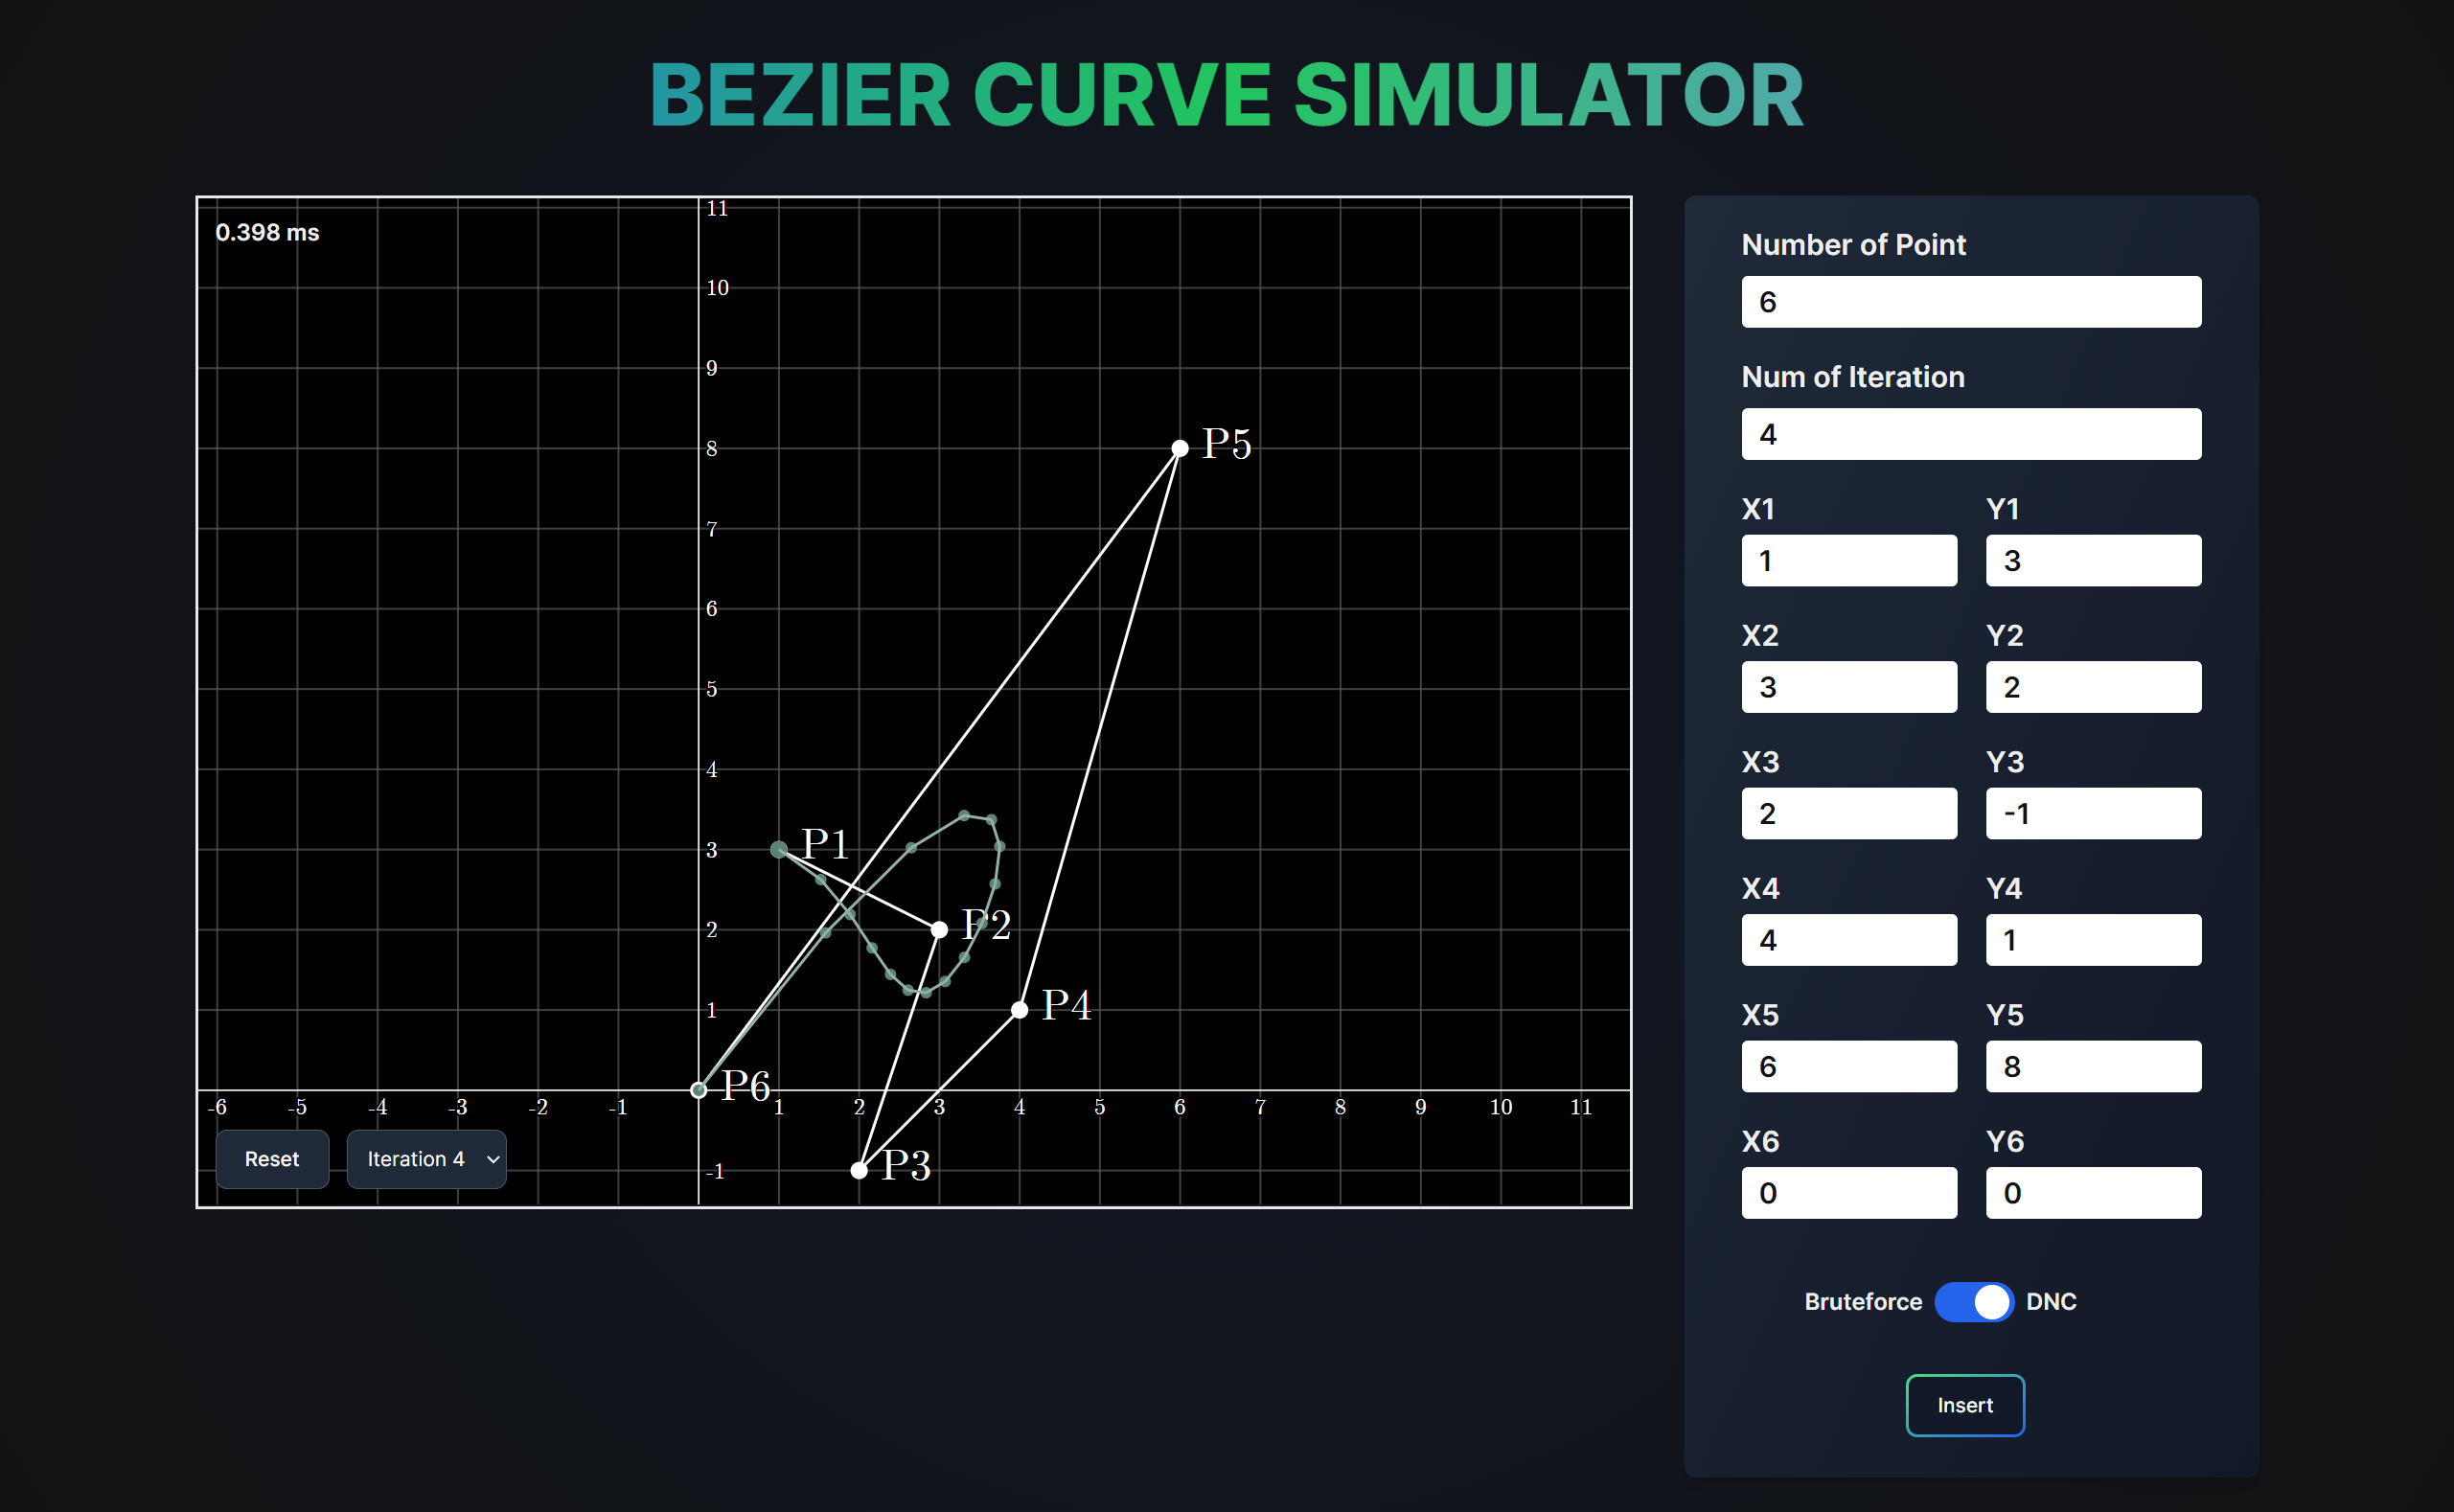 BEZIER CURVE SIMULATOR
0.398 ms
11
10
9
8
7
6
5
4
3
2
1
-1
-6 -5 -4 -3 -2 -1 1 2 3 4 5 6 7 8 9 10 11
P5
P1
P2
P4
P6
P3
Reset
Iteration 4
Number of Point
6
Num of Iteration
4
X1 Y1
1 3
X2 Y2
3 2
X3 Y3
2 -1
X4 Y4
4 1
X5 Y5
6 8
X6 Y6
0 0
Bruteforce DNC
Insert